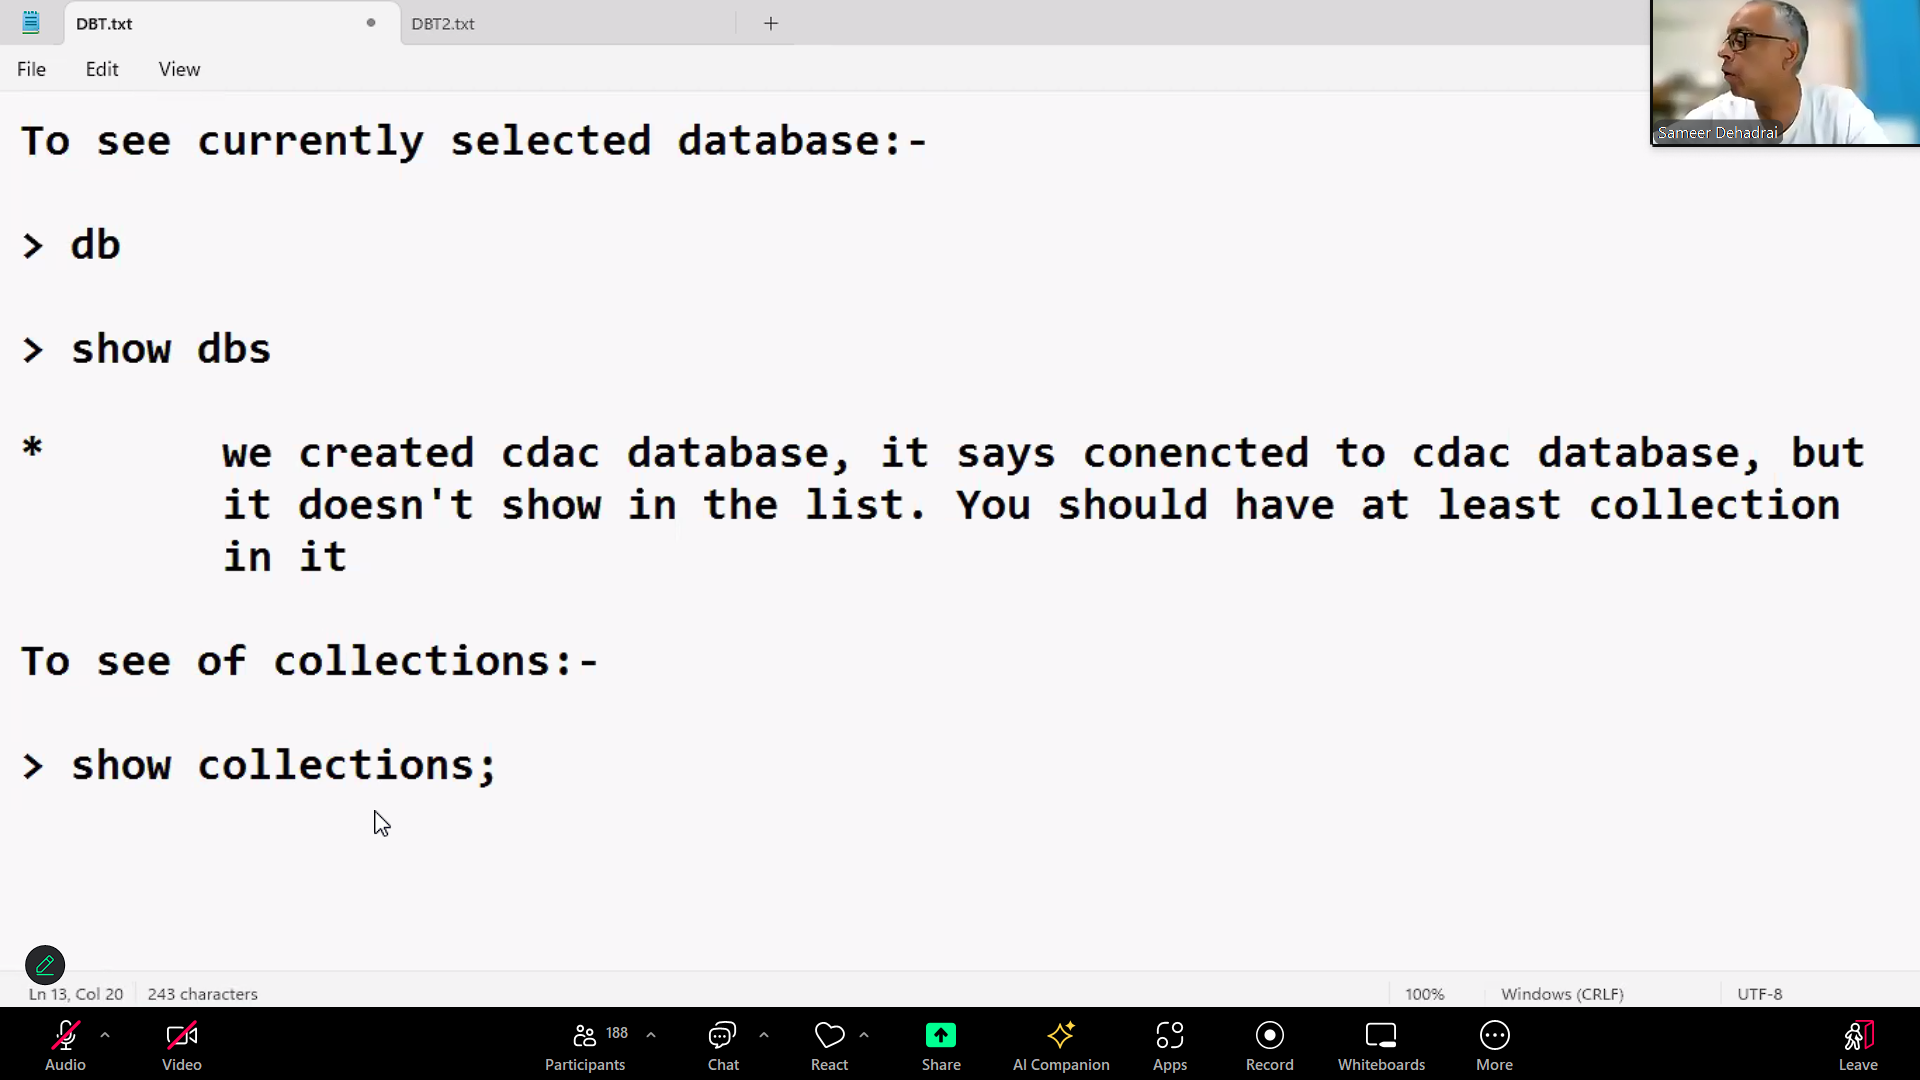 DBT.txt
DBT2.txt
File Edit View
Sameer Dehadrai
To see currently selected database:-
> db
> show dbs
* we created cdac database, it says conencted to cdac database, but
it doesn't show in the list. You should have at least collection
in it
To see of collections:-
> show collections;
Ln 13, Col 20 243 characters 100% Windows (CRLF) UTF-8
188
Audio Video Participants Chat React Share AI Companion Apps Record Whiteboards More Leave